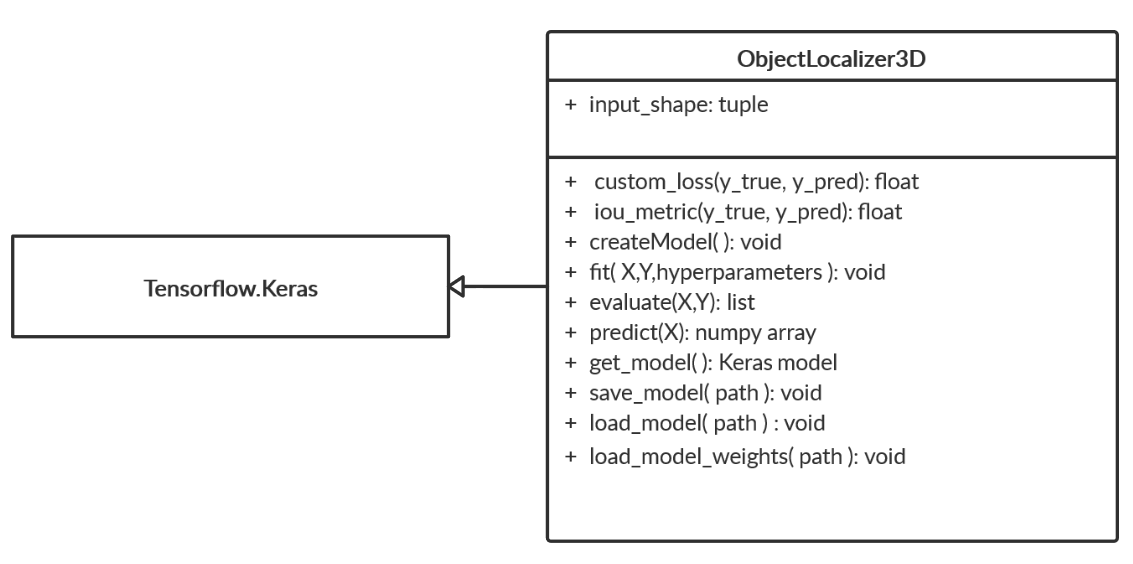 ObjectLocalizer3D
+ input_shape: tuple
+ custom_loss(y_true, y_pred): float
+ iou_metric(y_true, y_pred): float
+ createModel( ): void
+ fit( X,Y,hyperparameters ): void
+ evaluate(X,Y): list
+ predict(X): numpy array
+ get_model( ): Keras model
+ save_model( path ): void
+ load_model( path ) : void
+ load_model_weights( path ): void
Tensorflow.Keras